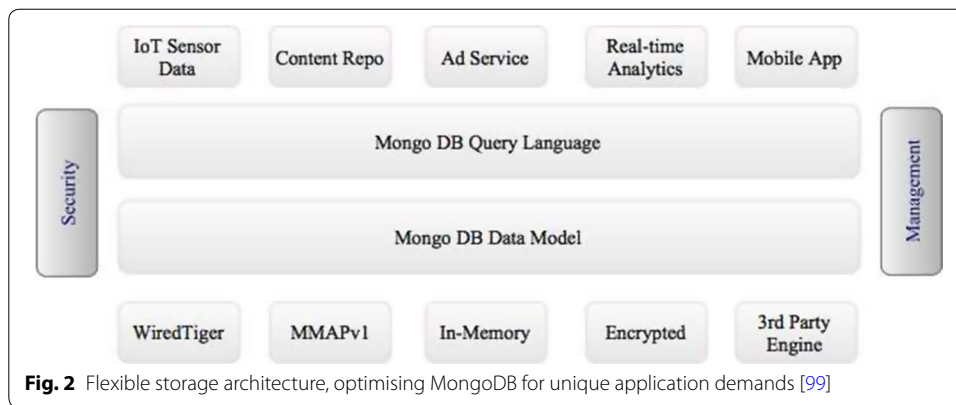 IoT Sensor
Data
Content Repo
Ad Service
Real-time
Analytics
Mobile App
Security
Mongo DB Query Language
Management
Mongo DB Data Model
WiredTiger
MMAPv1
In-Memory
Encrypted
3rd Party
Engine
Fig. 2 Flexible storage architecture, optimising MongoDB for unique application demands [99]